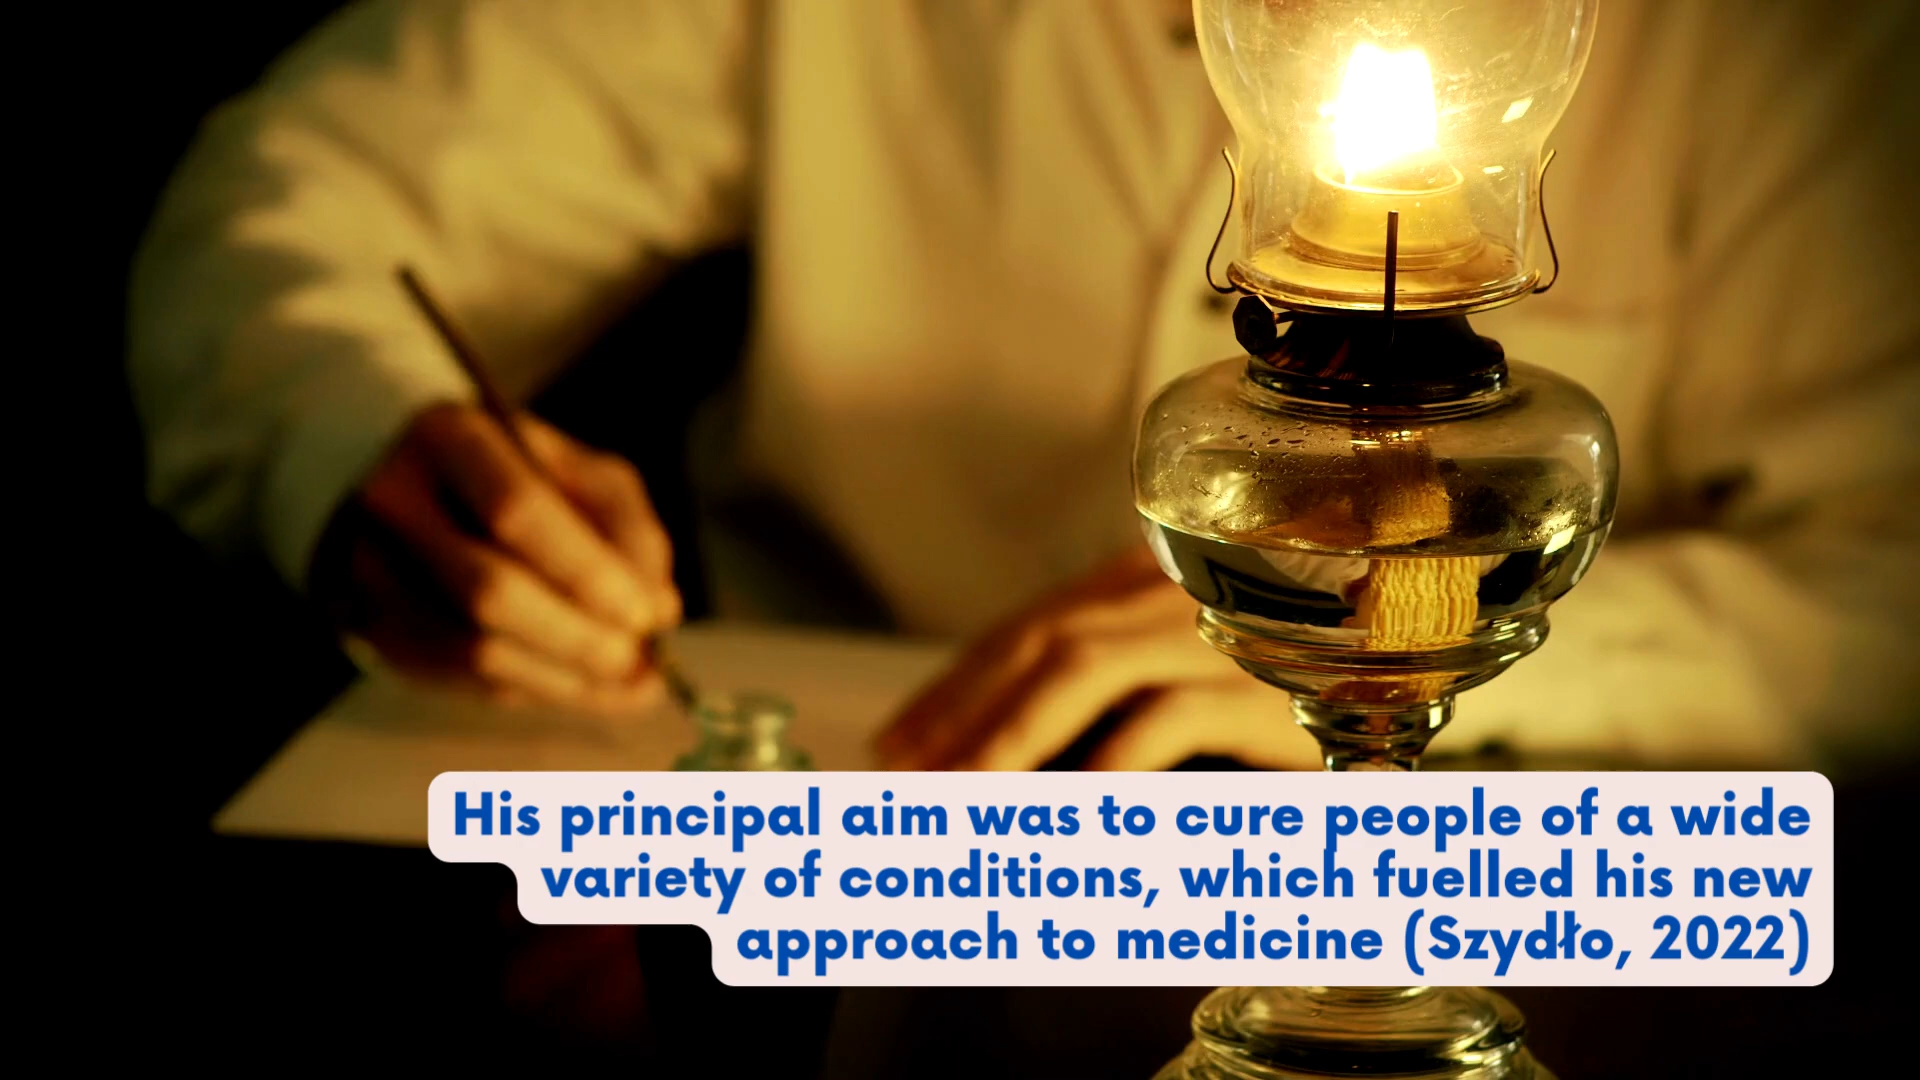 His principal aim was to cure people of a wide
variety of conditions, which fuelled his new
approach to medicine (Szydło, 2022)